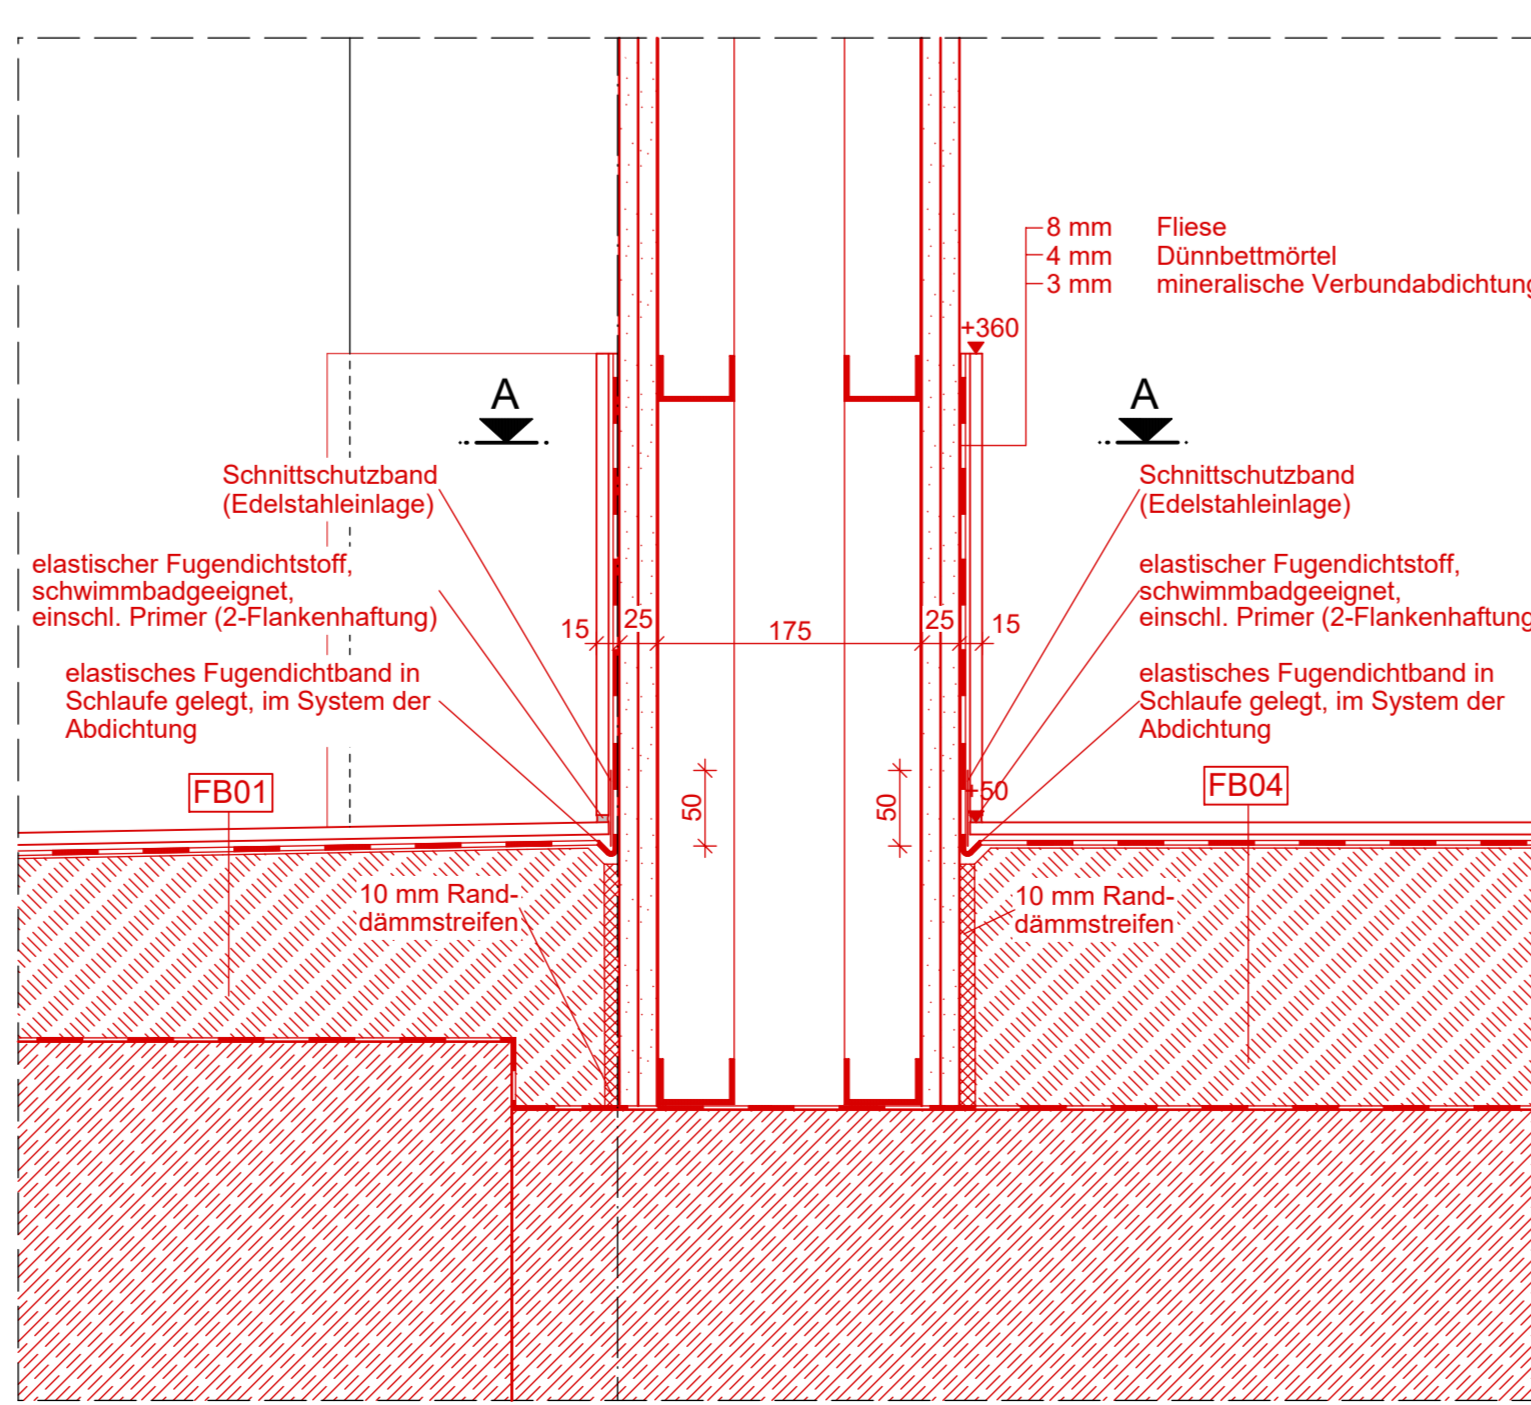 8 mm Fliese
4 mm Dünnbettmörtel
3 mm mineralische Verbundabdichtung
+360
A
A
Schnittschutzband
(Edelstahleinlage)
Schnittschutzband
(Edelstahleinlage)
elastischer Fugendichtstoff,
schwimmbadgeeignet,
einschl. Primer (2-Flankenhaftung)
elastischer Fugendichtstoff,
schwimmbadgeeignet,
einschl. Primer (2-Flankenhaftung
15 25 175 25 15
elastisches Fugendichtband in
Schlaufe gelegt, im System der
Abdichtung
elastisches Fugendichtband in
Schlaufe gelegt, im System der
Abdichtung
FB01
50
50
+50
FB04
10 mm Rand-
dämmstreifen
10 mm Rand-
dämmstreifen